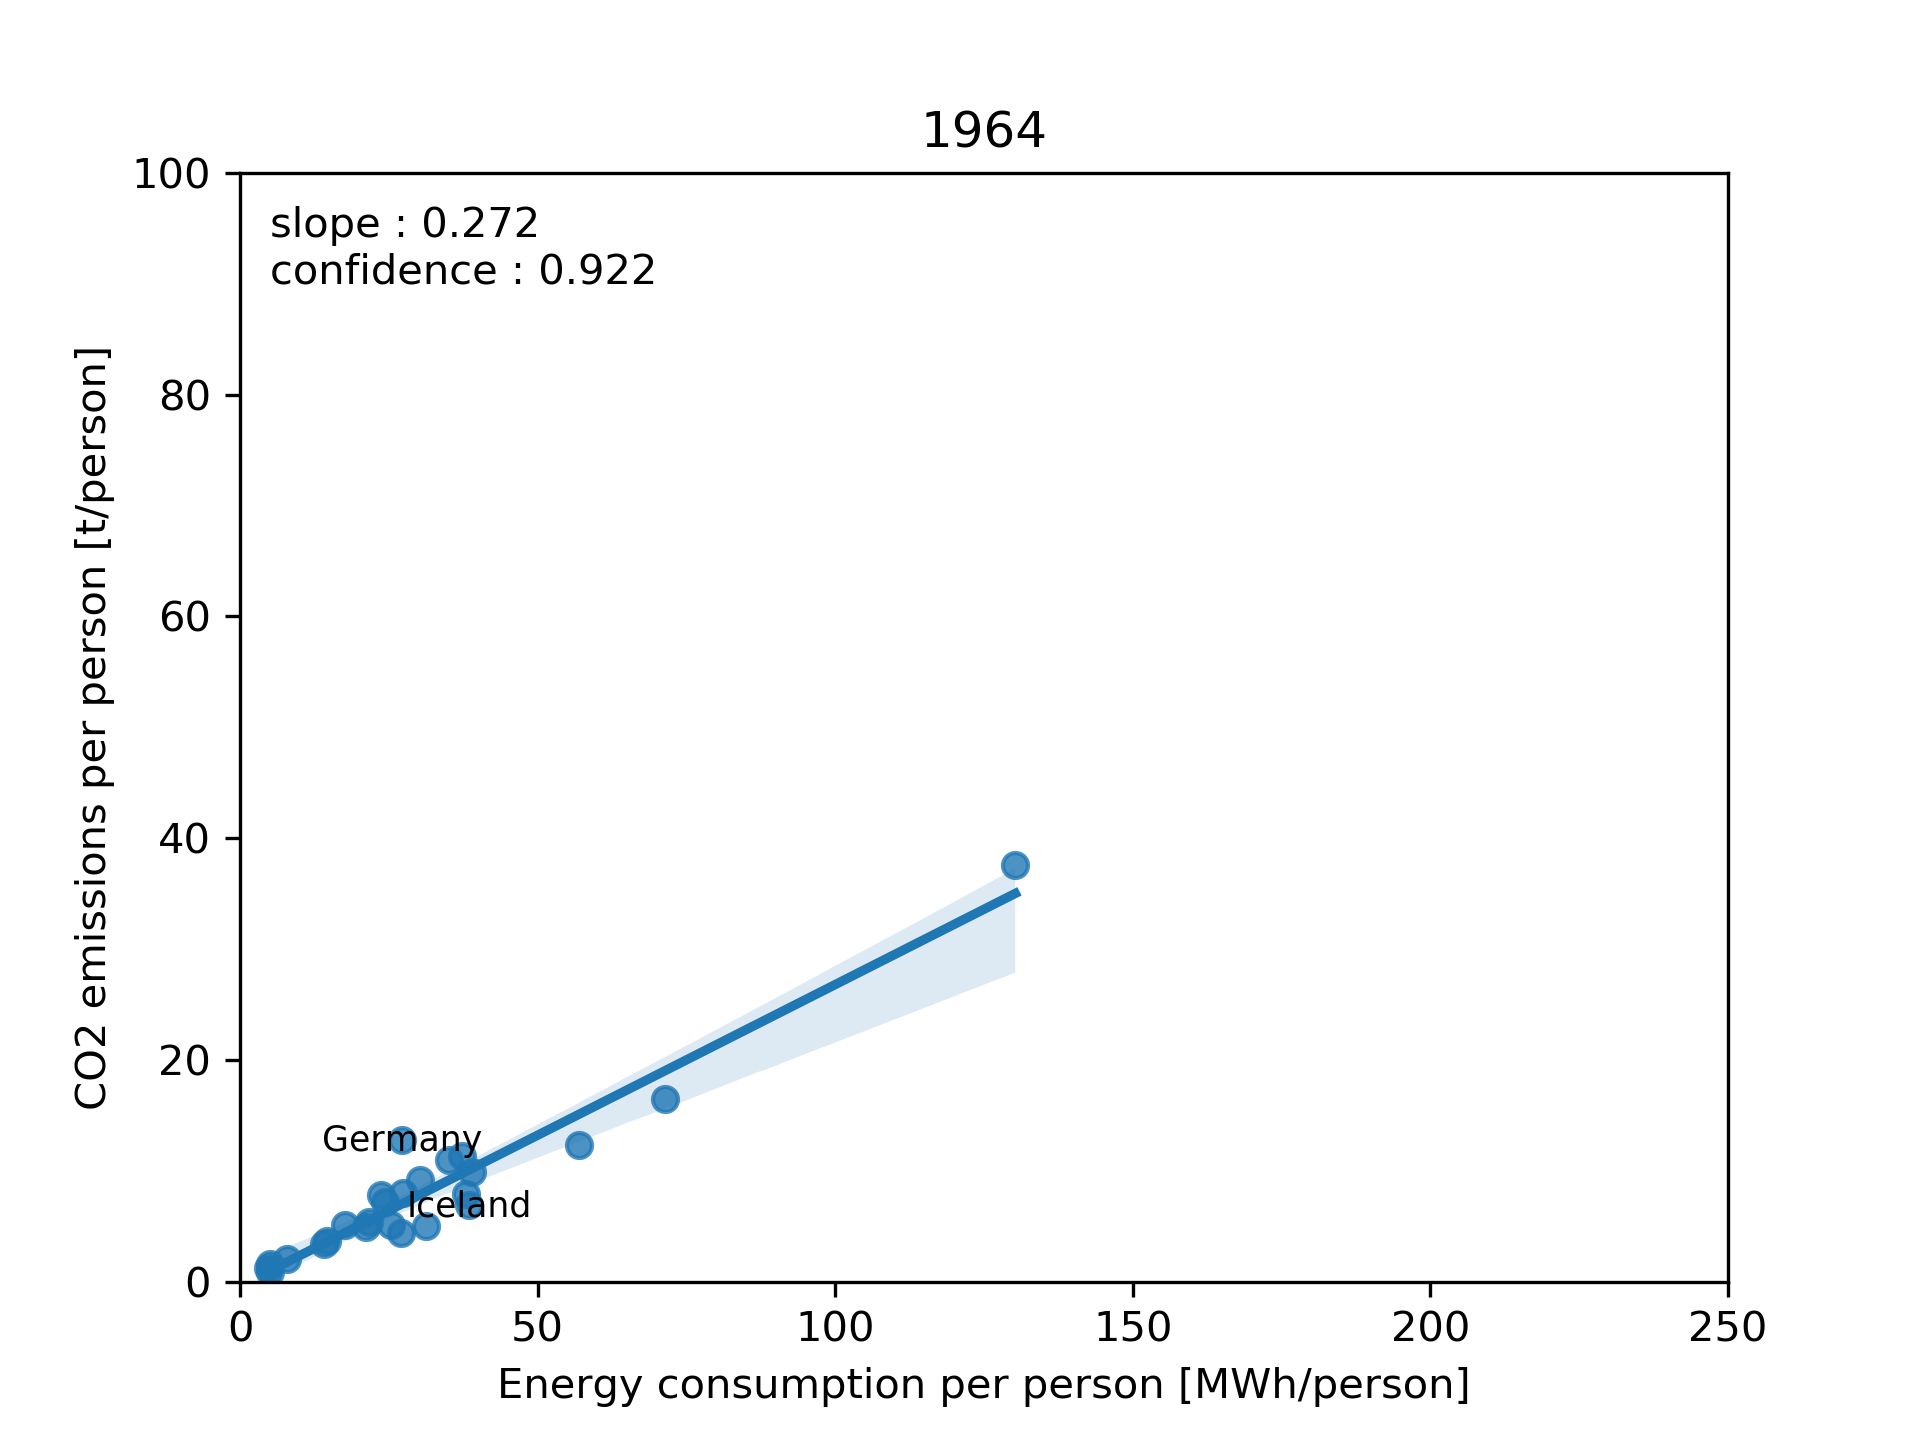 1964
slope : 0.272
confidence : 0.922
100
80
60
40
20
0
CO2 emissions per person [t/person]
Germany
Iceland
0 50 100 150 200 250
Energy consumption per person [MWh/person]